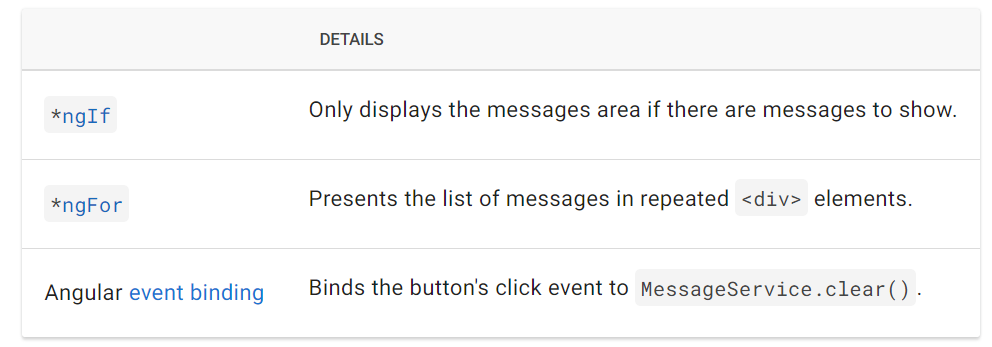 DETAILS
*ngIf Only displays the messages area if there are messages to show.
*ngFor Presents the list of messages in repeated <div> elements.
Angular event binding Binds the button's click event to MessageService.clear().